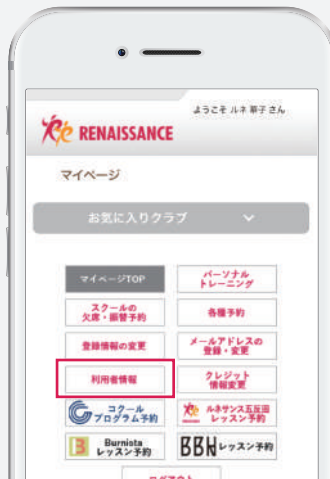 ようこそ ルネ 華子 さん
RENAISSANCE
マイページ
お気に入りクラブ
マイページTOP
パーソナル
トレーニング
スクールの
欠席・振替予約
各種予約
登録情報の変更
メールアドレスの
登録・変更
利用者情報
クレジット
情報変更
コクール
プログラム予約
ルネサンス五反田
レッスン予約
Burnista
レッスン予約
BBH レッスン予約
ログアウト